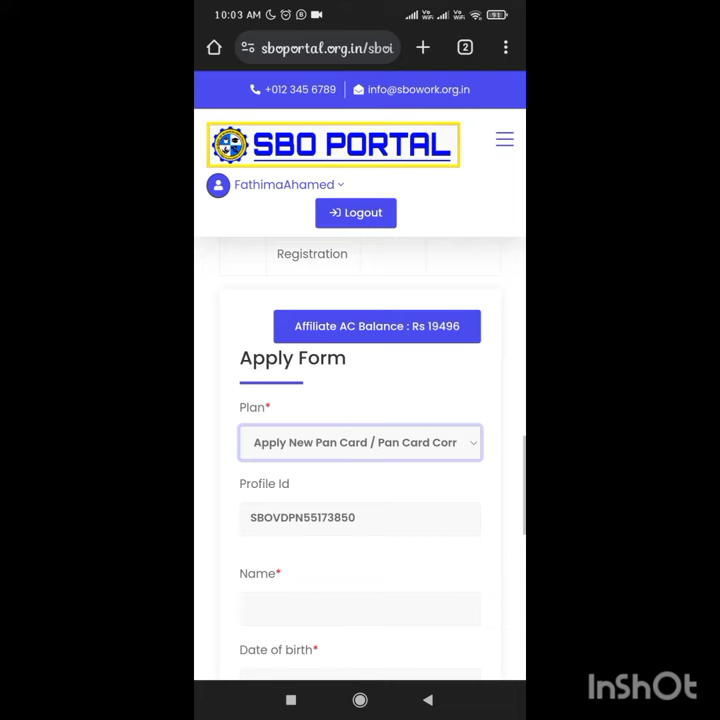 10:03 AM
91
sboportal.org.in/sboi
2
+012 345 6789
info@sbowork.org.in
SBO PORTAL
FathimaAhamed
Logout
Registration
Affiliate AC Balance : Rs 19496
Apply Form
Plan*
Apply New Pan Card / Pan Card Corr
Profile Id
SBOVDPN55173850
Name*
Date of birth*
InShOt